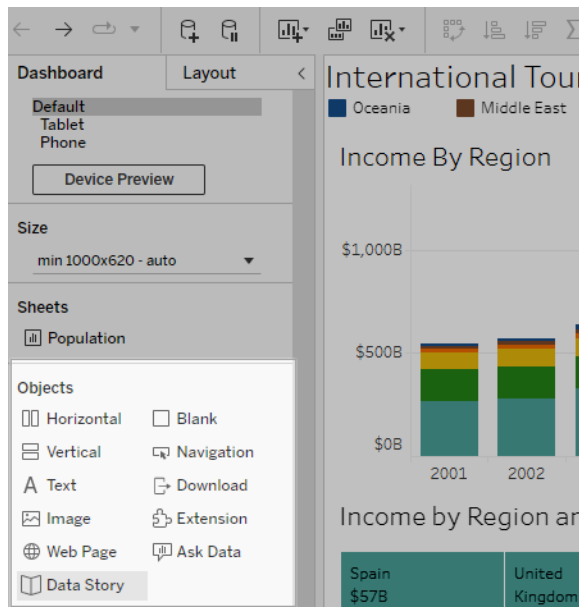 Dashboard
Layout
Default
Tablet
Phone
Device Preview
Size
min 1000x620 - auto
Sheets
Population
Objects
Horizontal
Blank
Vertical
Navigation
Text
Download
Image
Extension
Web Page
Ask Data
Data Story
International Tour
Oceania
Middle East
Income By Region
$1,000B
$500B
$0B
2001
2002
Income by Region an
Spain
$57B
United
Kingdom